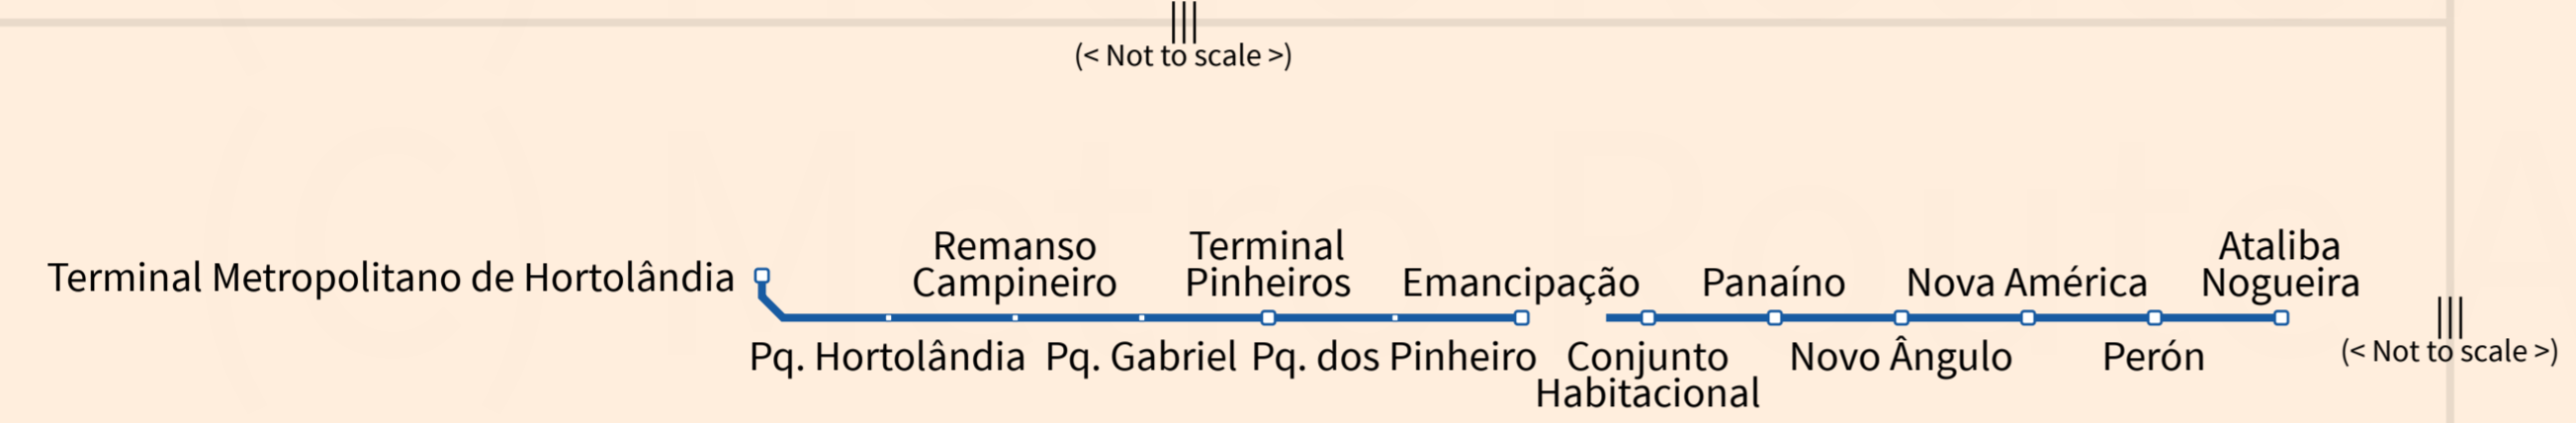 (< Not to scale >)
Terminal Metropolitano de Hortolândia
Pq. Hortolândia
Remanso
Campineiro
Pq. Gabriel
Terminal
Pinheiros
Pq. dos Pinheiro
Emancipação
Conjunto
Habitacional
Panaíno
Novo Ângulo
Nova América
Perón
Ataliba
Nogueira
(< Not to scale >)